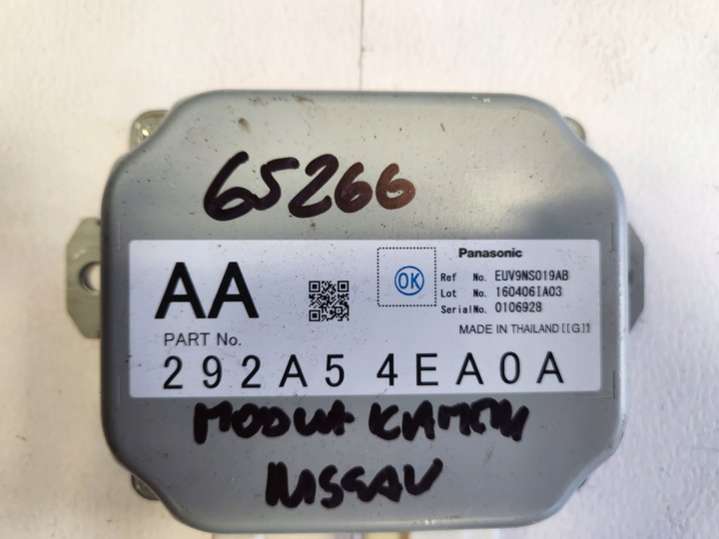 65266
AA
OK
Panasonic
Ref No. EUV9NS019AB
Lot No. 160406IA03
Serial No. 0106928
MADE IN THAILAND
PART No.
292A5 4EA0A
MODUŁ KAMERY
NISSAN